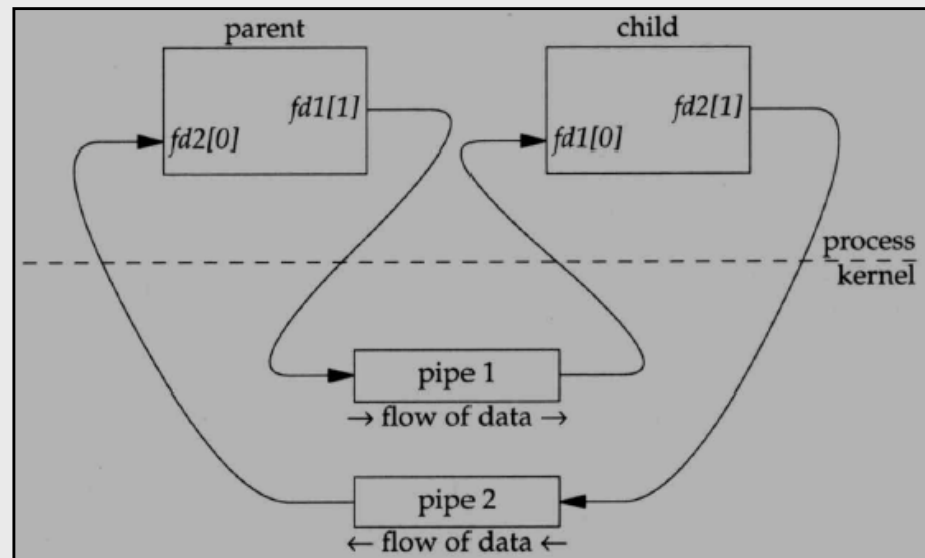 parent
child
fd1[1]
fd2[1]
fd2[0]
fd1[0]
process
kernel
pipe 1
→ flow of data →
pipe 2
← flow of data ←